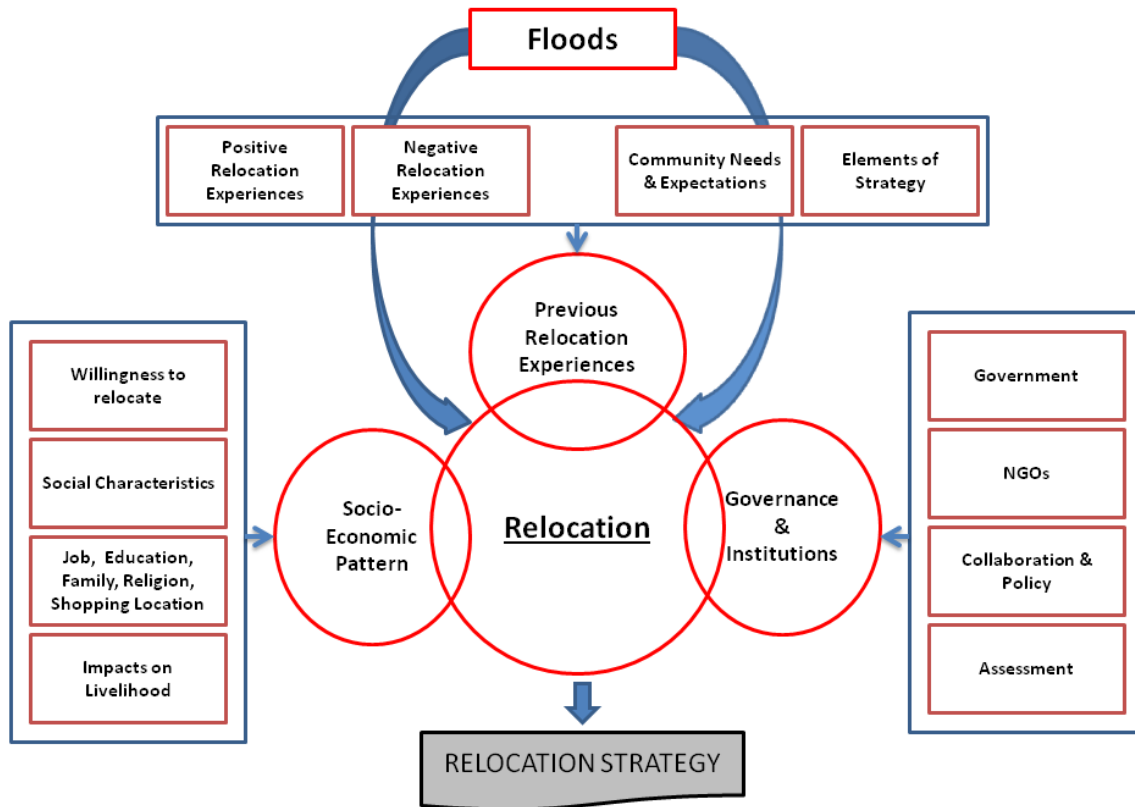 Floods
Positive
Relocation
Experiences
Negative
Relocation
Experiences
Community Needs
& Expectations
Elements of
Strategy
Previous
Relocation
Experiences
Willingness to
relocate
Social Characteristics
Job, Education,
Family, Religion,
Shopping Location
Impacts on
Livelihood
Socio-
Economic
Pattern
Relocation
Governance
&
Institutions
Government
NGOs
Collaboration &
Policy
Assessment
RELOCATION STRATEGY